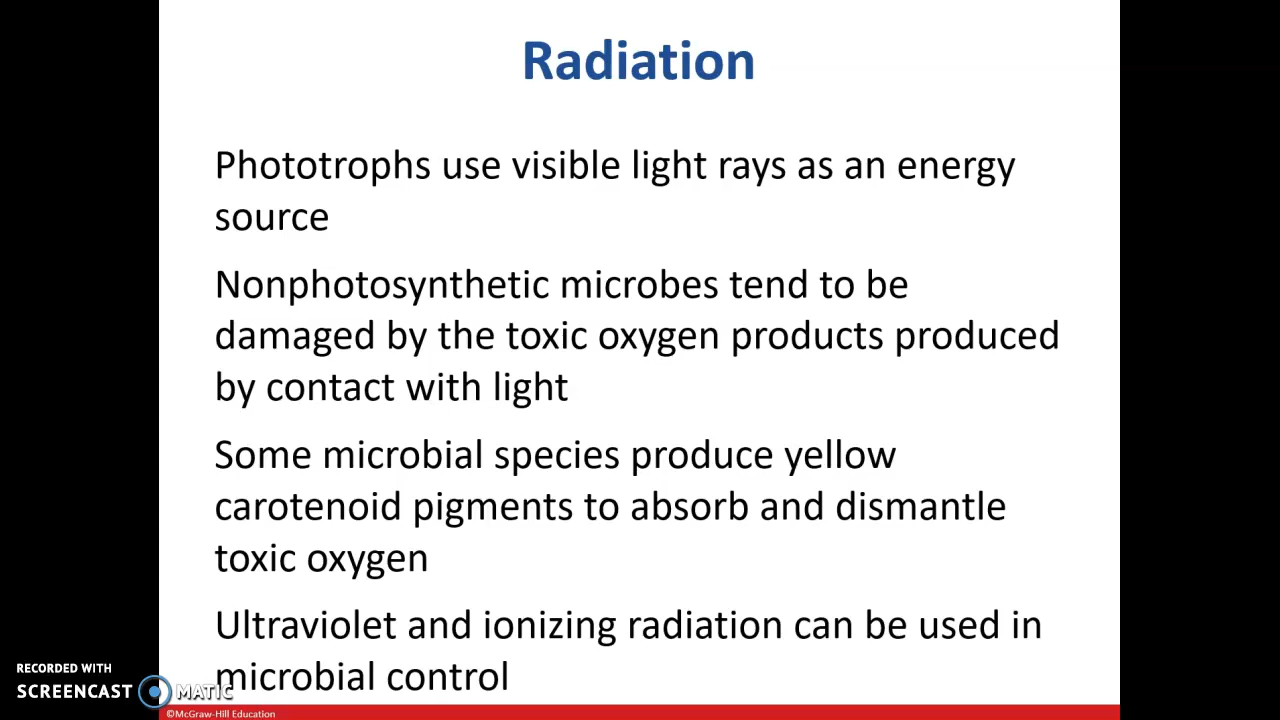 Radiation
Phototrophs use visible light rays as an energy
source
Nonphotosynthetic microbes tend to be
damaged by the toxic oxygen products produced
by contact with light
Some microbial species produce yellow
carotenoid pigments to absorb and dismantle
toxic oxygen
Ultraviolet and ionizing radiation can be used in
microbial control
RECORDED WITH
SCREENCAST MATIC
©McGraw-Hill Education